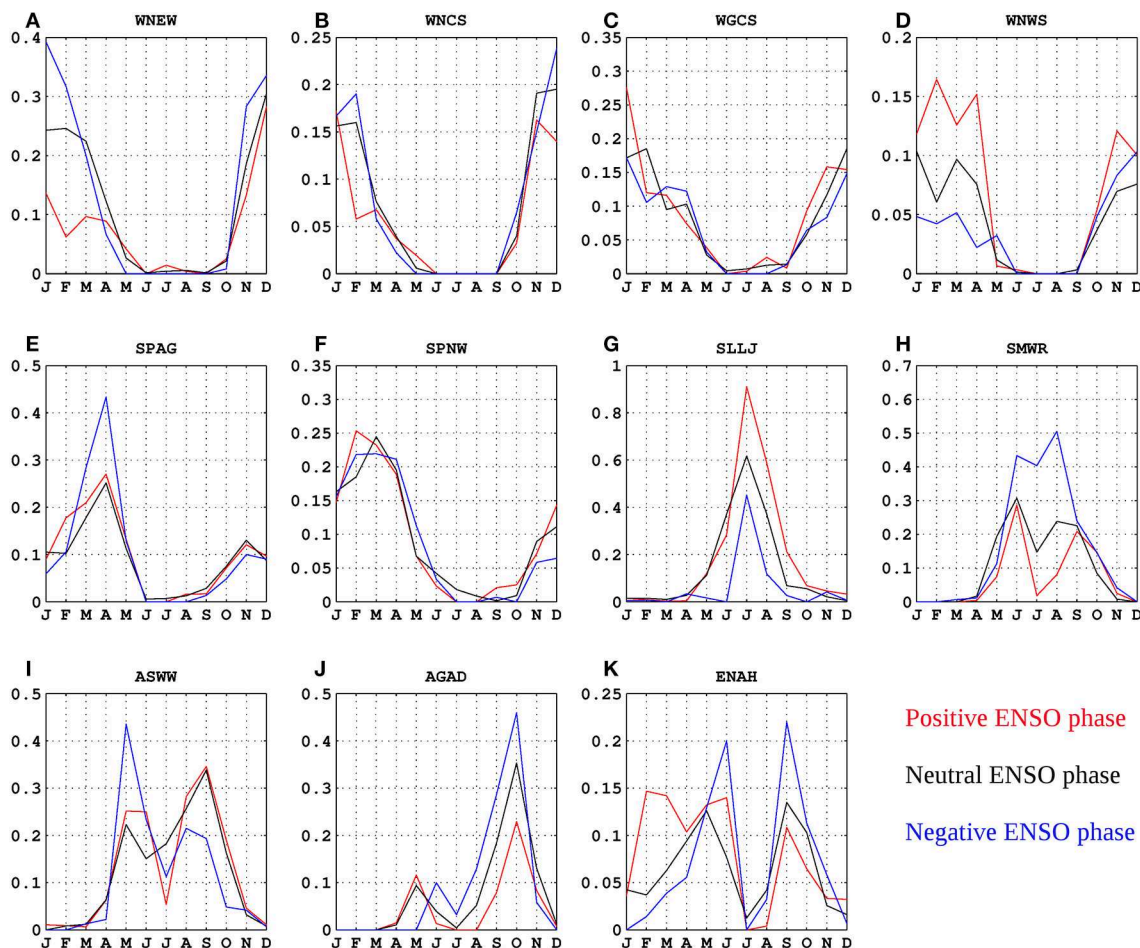 A WNEW
0.4
0.3
0.2
0.1
0
J F M A M J J A S O N D
B WNCS
0.25
0.2
0.15
0.1
0.05
0
J F M A M J J A S O N D
C WGCS
0.35
0.3
0.25
0.2
0.15
0.1
0.05
0
J F M A M J J A S O N D
D WNWS
0.2
0.15
0.1
0.05
0
J F M A M J J A S O N D
E SPAG
0.5
0.4
0.3
0.2
0.1
0
J F M A M J J A S O N D
F SPNW
0.35
0.3
0.25
0.2
0.15
0.1
0.05
0
J F M A M J J A S O N D
G SLLJ
1
0.8
0.6
0.4
0.2
0
J F M A M J J A S O N D
H SMWR
0.7
0.6
0.5
0.4
0.3
0.2
0.1
0
J F M A M J J A S O N D
I ASWW
0.5
0.4
0.3
0.2
0.1
0
J F M A M J J A S O N D
J AGAD
0.5
0.4
0.3
0.2
0.1
0
J F M A M J J A S O N D
K ENAH
0.25
0.2
0.15
0.1
0.05
0
J F M A M J J A S O N D
Positive ENSO phase
Neutral ENSO phase
Negative ENSO phase